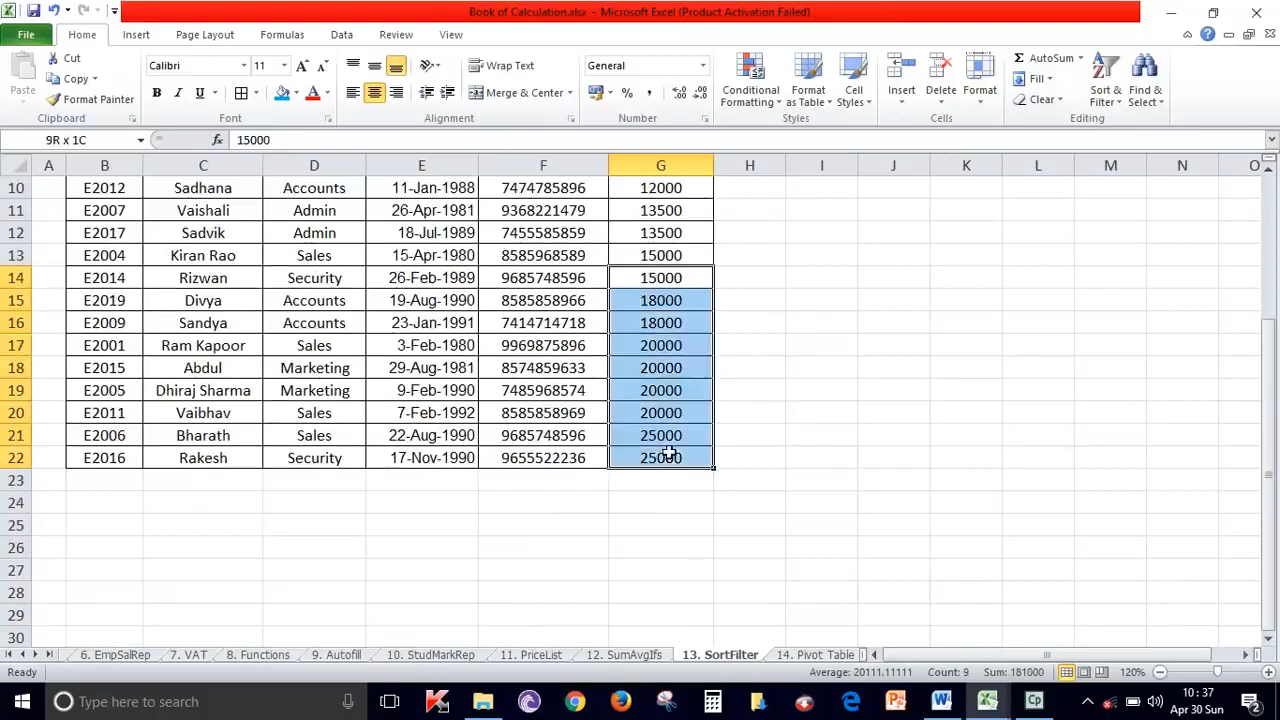 Book of Calculation.xlsx - Microsoft Excel (Product Activation Failed)
File Home Insert Page Layout Formulas Data Review View
Paste Cut Copy Format Painter Clipboard
Calibri 11 A A B I U A Font
Wrap Text Merge & Center Alignment
General % , .0 .00 .00 .0 Number
Conditional Formatting Format as Table Cell Styles Styles
Insert Delete Format Cells
Σ AutoSum Fill Clear Sort & Filter Find & Select Editing
9R x 1C fx 15000
A B C D E F G H I J K L M N O
10 E2012 Sadhana Accounts 11-Jan-1988 7474785896 12000
11 E2007 Vaishali Admin 26-Apr-1981 9368221479 13500
12 E2017 Sadvik Admin 18-Jul-1989 7455585859 13500
13 E2004 Kiran Rao Sales 15-Apr-1980 8585968589 15000
14 E2014 Rizwan Security 26-Feb-1989 9685748596 15000
15 E2019 Divya Accounts 19-Aug-1990 8585858966 18000
16 E2009 Sandya Accounts 23-Jan-1991 7414714718 18000
17 E2001 Ram Kapoor Sales 3-Feb-1980 9969875896 20000
18 E2015 Abdul Marketing 29-Aug-1981 8574859633 20000
19 E2005 Dhiraj Sharma Marketing 9-Feb-1990 7485968574 20000
20 E2011 Vaibhav Sales 7-Feb-1992 8585858969 20000
21 E2006 Bharath Sales 22-Aug-1990 9685748596 25000
22 E2016 Rakesh Security 17-Nov-1990 9655522236 25000
23
24
25
26
27
28
29
30
6. EmpSalRep 7. VAT 8. Functions 9. Autofill 10. StudMarkRep 11. PriceList 12. SumAvgIfs 13. SortFilter 14. Pivot Table
Ready Average: 20111.11111 Count: 9 Sum: 181000 120%
Type here to search 10:37
Apr 30 Sun 2